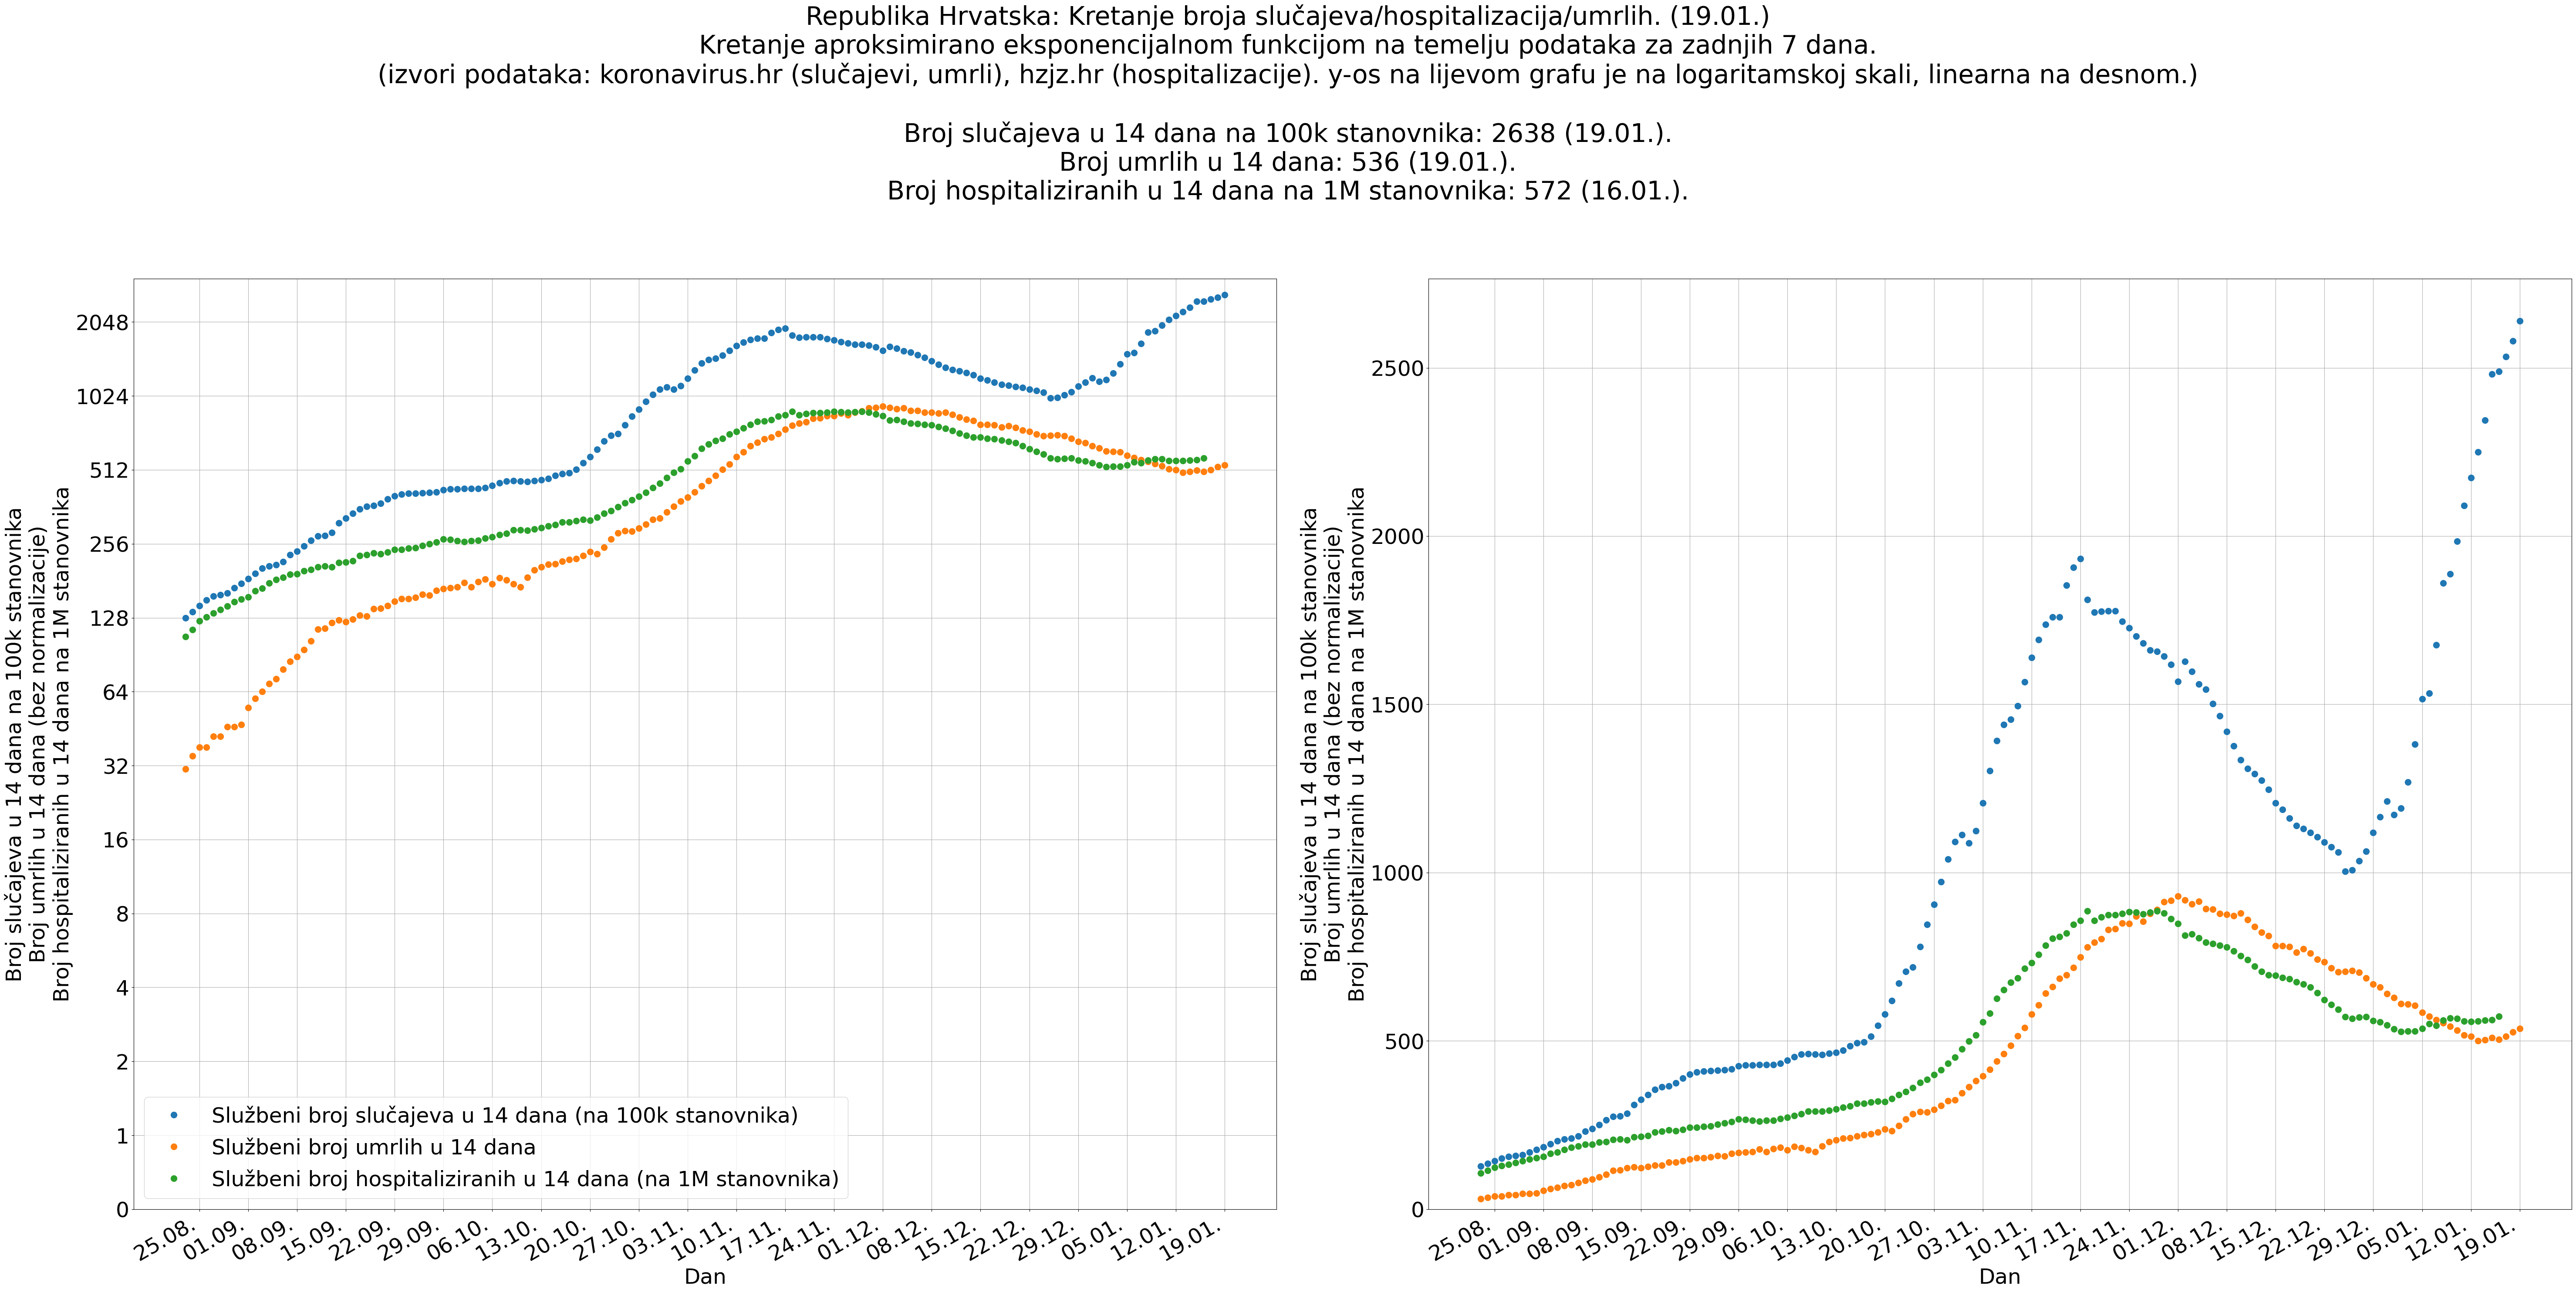 Republika Hrvatska: Kretanje broja slučajeva/hospitalizacija/umrlih. (19.01.)
Kretanje aproksimirano eksponencijalnom funkcijom na temelju podataka za zadnjih 7 dana.
(izvori podataka: koronavirus.hr (slučajevi, umrli), hzjz.hr (hospitalizacije). y-os na lijevom grafu je na logaritamskoj skali, linearna na desnom.)
Broj slučajeva u 14 dana na 100k stanovnika: 2638 (19.01.).
Broj umrlih u 14 dana: 536 (19.01.).
Broj hospitaliziranih u 14 dana na 1M stanovnika: 572 (16.01.).
Broj slučajeva u 14 dana na 100k stanovnika
Broj umrlih u 14 dana (bez normalizacije)
Broj hospitaliziranih u 14 dana na 1M stanovnika
2048
1024
512
256
128
64
32
16
8
4
2
1
0
Službeni broj slučajeva u 14 dana (na 100k stanovnika)
Službeni broj umrlih u 14 dana
Službeni broj hospitaliziranih u 14 dana (na 1M stanovnika)
25.08. 01.09. 08.09. 15.09. 22.09. 29.09. 06.10. 13.10. 20.10. 27.10. 03.11. 10.11. 17.11. 24.11. 01.12. 08.12. 15.12. 22.12. 29.12. 05.01. 12.01. 19.01.
Dan
Broj slučajeva u 14 dana na 100k stanovnika
Broj umrlih u 14 dana (bez normalizacije)
Broj hospitaliziranih u 14 dana na 1M stanovnika
2500
2000
1500
1000
500
0
25.08. 01.09. 08.09. 15.09. 22.09. 29.09. 06.10. 13.10. 20.10. 27.10. 03.11. 10.11. 17.11. 24.11. 01.12. 08.12. 15.12. 22.12. 29.12. 05.01. 12.01. 19.01.
Dan